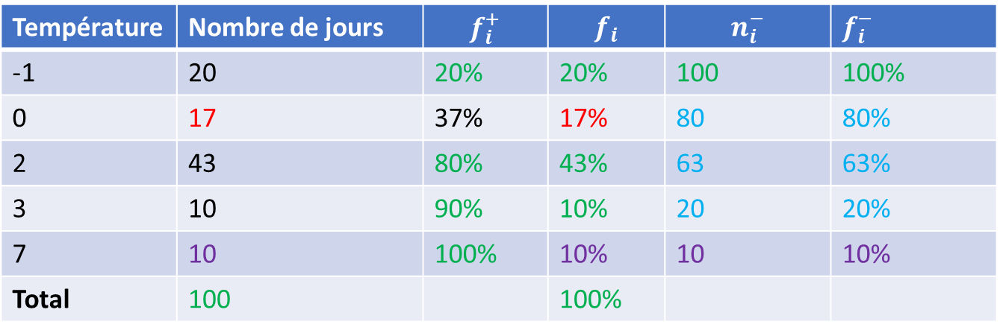 Température Nombre de jours f_i^+ f_i n_i^- f_i^-
-1 20 20% 20% 100 100%
0 17 37% 17% 80 80%
2 43 80% 43% 63 63%
3 10 90% 10% 20 20%
7 10 100% 10% 10 10%
Total 100 100%